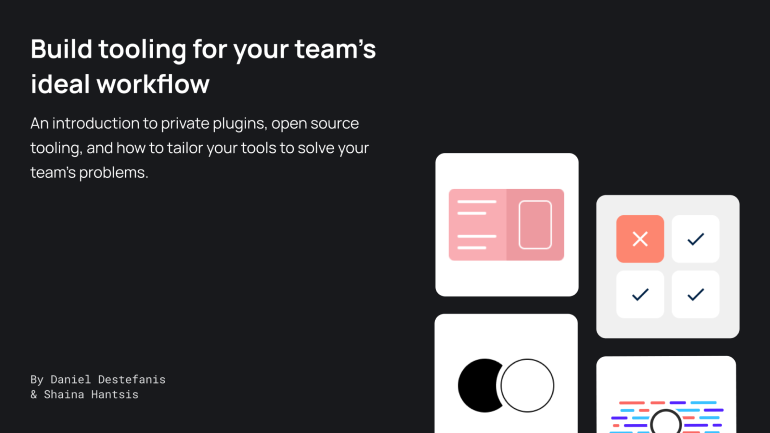 Build tooling for your team's
ideal workflow
An introduction to private plugins, open source
tooling, and how to tailor your tools to solve your
team's problems.
By Daniel Destefanis
& Shaina Hantsis